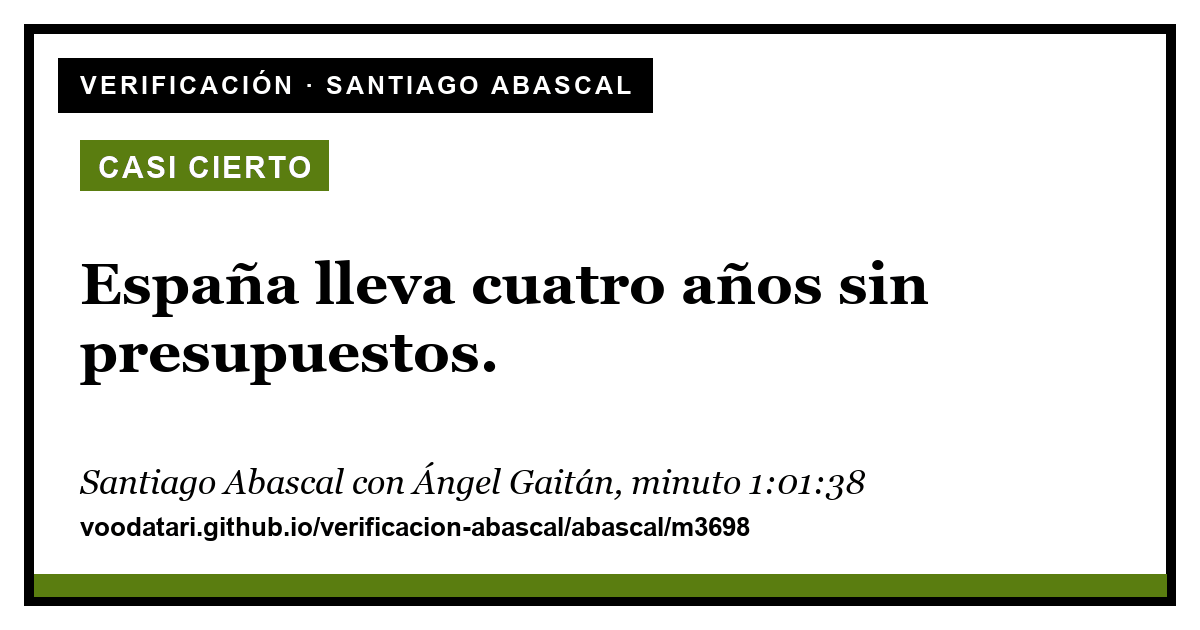 VERIFICACIÓN · SANTIAGO ABASCAL
CASI CIERTO
España lleva cuatro años sin
presupuestos.
Santiago Abascal con Ángel Gaitán, minuto 1:01:38
voodatari.github.io/verificacion-abascal/abascal/m3698